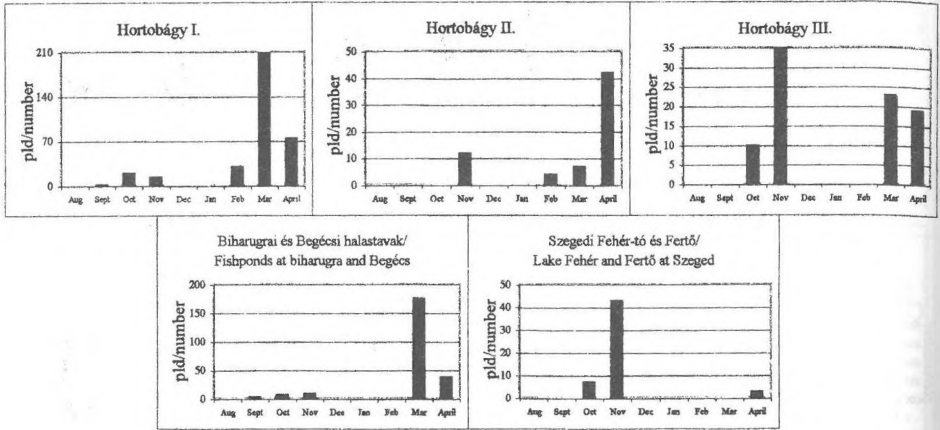 Hortobágy I.
pld/number
210
140
70
0
Aug Sept Oct Nov Dec Jan Feb Mar April
Hortobágy II.
pld/number
50
40
30
20
10
0
Aug Sept Oct Nov Dec Jan Feb Mar April
Hortobágy III.
pld/number
35
30
25
20
15
10
5
0
Aug Sept Oct Nov Dec Jan Feb Mar April
Biharugrai és Begécsi halastavak/
Fishponds at biharugra and Begécs
pld/number
200
150
100
50
0
Aug Sept Oct Nov Dec Jan Feb Mar April
Szegedi Fehér-tó és Fertő/
Lake Fehér and Fertő at Szeged
pld/number
50
40
30
20
10
0
Aug Sept Oct Nov Dec Jan Feb Mar April